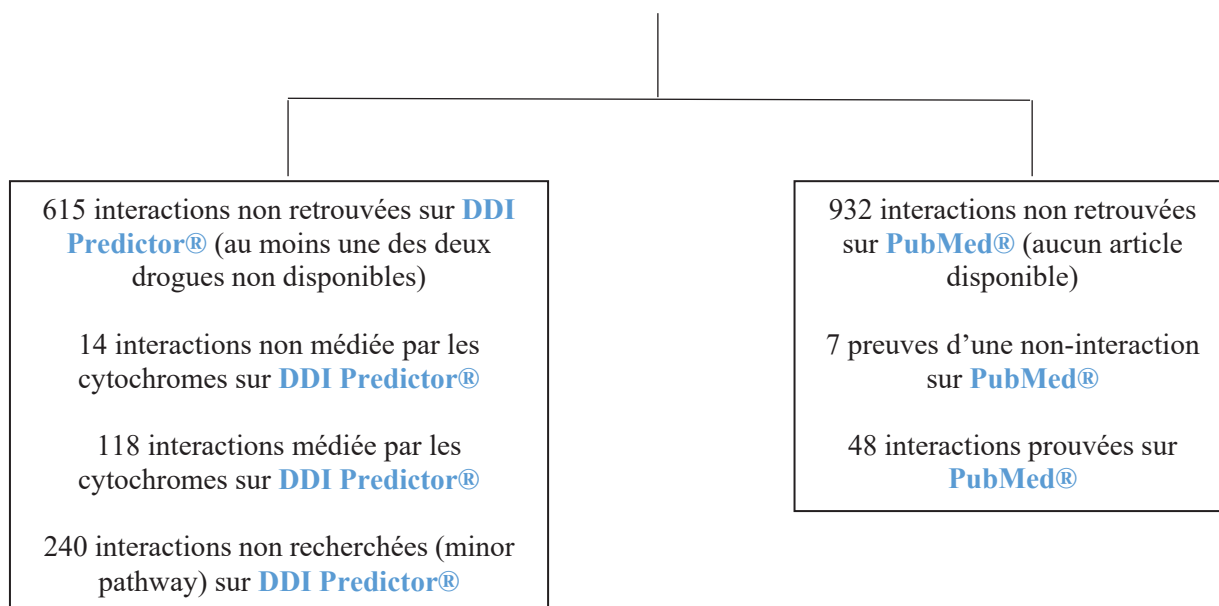 615 interactions non retrouvées sur DDI
Predictor® (au moins une des deux
drogues non disponibles)
14 interactions non médiée par les
cytochromes sur DDI Predictor®
118 interactions médiée par les
cytochromes sur DDI Predictor®
240 interactions non recherchées (minor
pathway) sur DDI Predictor®
932 interactions non retrouvées
sur PubMed® (aucun article
disponible)
7 preuves d’une non-interaction
sur PubMed®
48 interactions prouvées sur
PubMed®